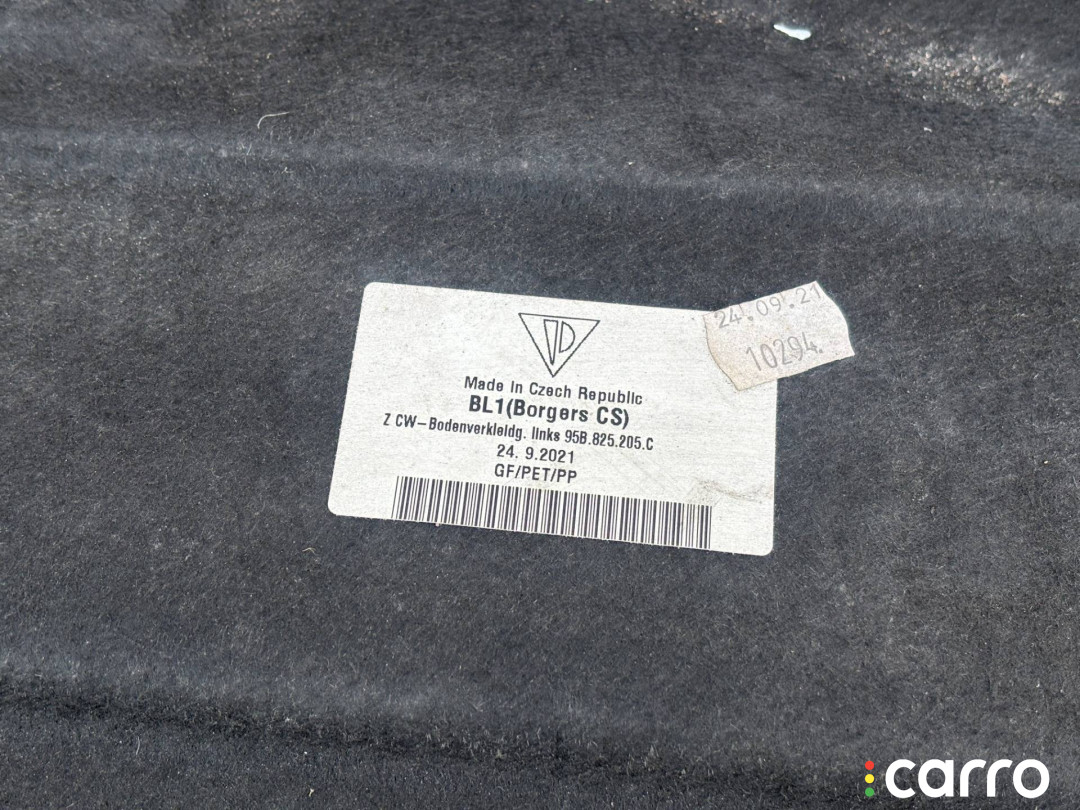 24.09.21
10294.
Made In Czech Republic
BL1(Borgers CS)
Z CW-Bodenverkleidg. links 95B.825.205.C
24. 9.2021
GF/PET/PP
carro